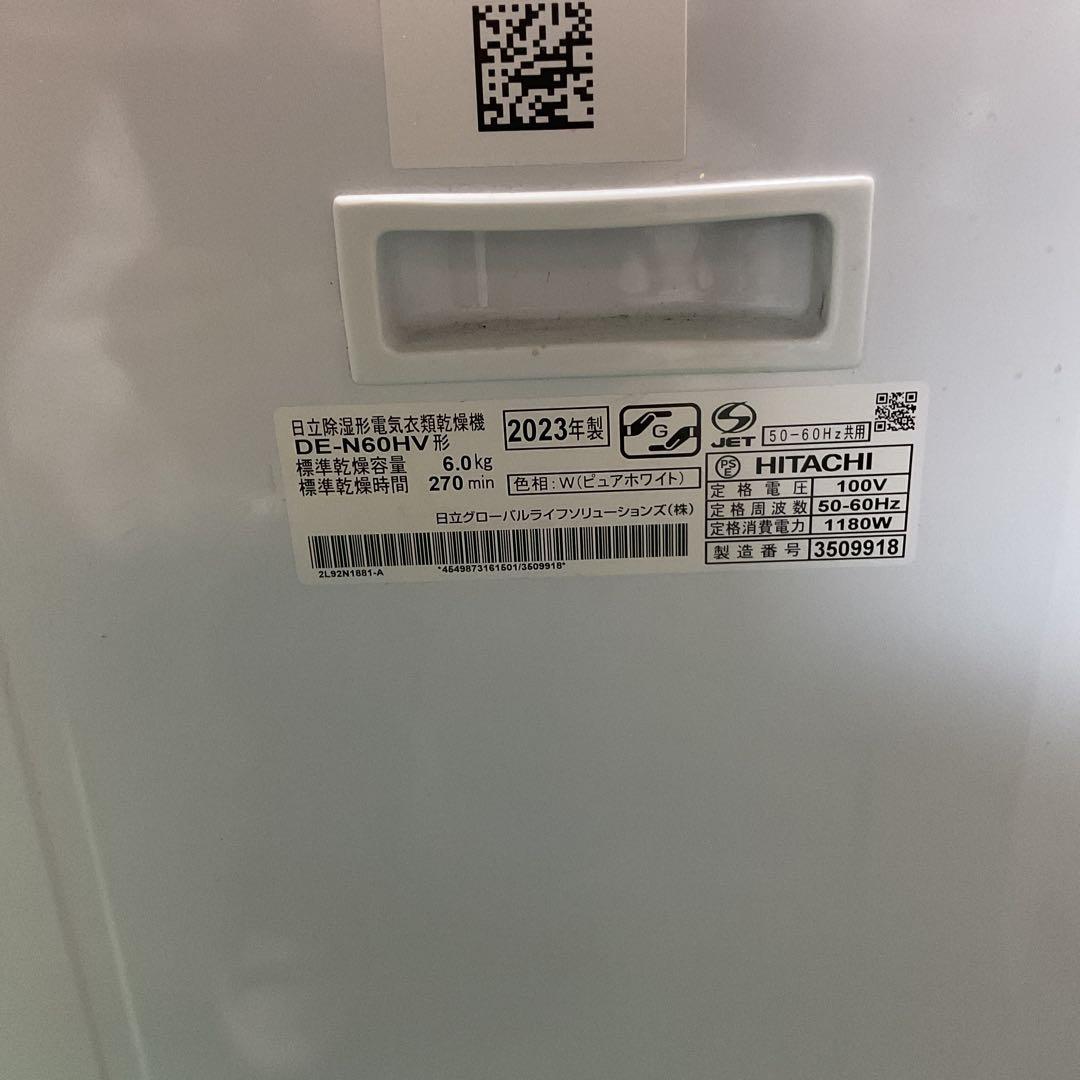 日立除湿形電気衣類乾燥機
DE-N60HV形
標準乾燥容量 6.0kg
標準乾燥時間 270min
2023年製
G
色相:W(ピュアホワイト)
日立グローバルライフソリューションズ(株)
2L92N1881-A
*4549873161501/3509918*
JET
50-60Hz共用
PS
E
HITACHI
定格電圧 100V
定格周波数 50-60Hz
定格消費電力 1180W
製造番号 3509918